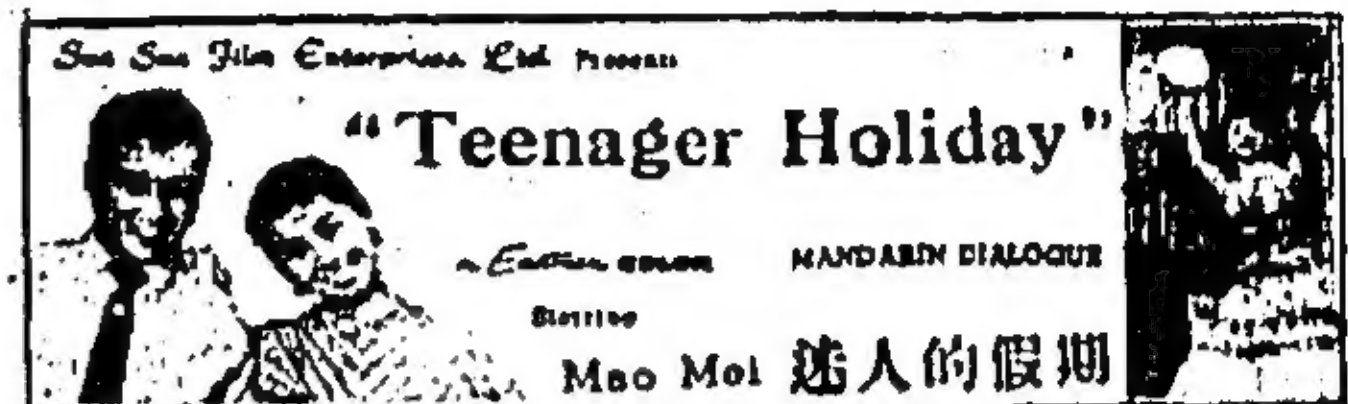 Sun Sun Film Enterprises Ltd. Presents
"Teenager Holiday"
in Eastman COLOR
MANDARIN DIALOGUE
Starring
Mao Mei 迷人的假期